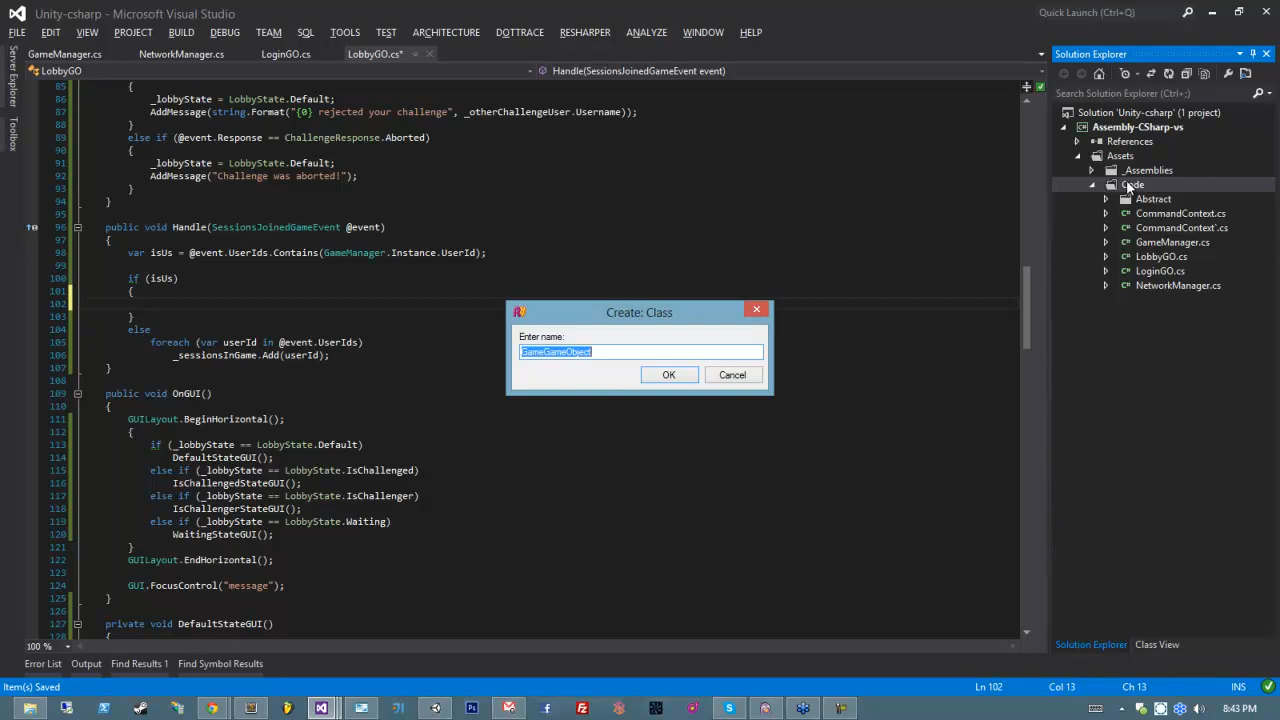 Unity-csharp - Microsoft Visual Studio
Quick Launch (Ctrl+Q)
FILE EDIT VIEW PROJECT BUILD DEBUG TEAM SQL TOOLS TEST ARCHITECTURE DOTTRACE RESHARPER ANALYZE WINDOW HELP
Server Explorer
Toolbox
GameManager.cs NetworkManager.cs LoginGO.cs LobbyGO.cs*
LobbyGO
Handle(SessionsJoinedGameEvent event)
85 {
86 _lobbyState = LobbyState.Default;
87 AddMessage(string.Format("{0} rejected your challenge", _otherChallengeUser.Username));
88 }
89 else if (@event.Response == ChallengeResponse.Aborted)
90 {
91 _lobbyState = LobbyState.Default;
92 AddMessage("Challenge was aborted!");
93 }
94 }
95
96 public void Handle(SessionsJoinedGameEvent @event)
97 {
98 var isUs = @event.UserIds.Contains(GameManager.Instance.UserId);
99
100 if (isUs)
101 {
102
103 }
104 else
105 foreach (var userId in @event.UserIds)
106 _sessionsInGame.Add(userId);
107 }
108
109 public void OnGUI()
110 {
111 GUILayout.BeginHorizontal();
112 {
113 if (_lobbyState == LobbyState.Default)
114 DefaultStateGUI();
115 else if (_lobbyState == LobbyState.IsChallenged)
116 IsChallengedStateGUI();
117 else if (_lobbyState == LobbyState.IsChallenger)
118 IsChallengerStateGUI();
119 else if (_lobbyState == LobbyState.Waiting)
120 WaitingStateGUI();
121 }
122 GUILayout.EndHorizontal();
123
124 GUI.FocusControl("message");
125 }
126
127 private void DefaultStateGUI()
128 {
100 %
Create: Class
Enter name:
GameGameObject
OK Cancel
Solution Explorer
Search Solution Explorer (Ctrl+;)
Solution 'Unity-csharp' (1 project)
Assembly-CSharp-vs
References
Assets
_Assemblies
Code
Abstract
CommandContext.cs
CommandContext`.cs
GameManager.cs
LobbyGO.cs
LoginGO.cs
NetworkManager.cs
Solution Explorer Class View
Error List Output Find Results 1 Find Symbol Results
Item(s) Saved Ln 102 Col 13 Ch 13 INS
8:43 PM